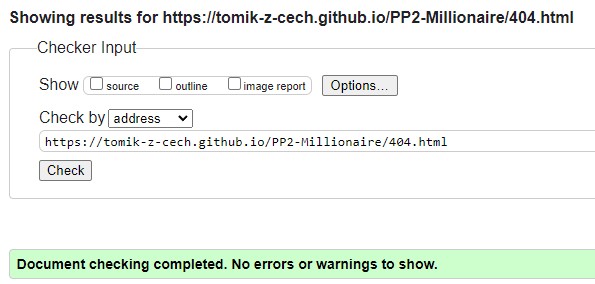 Showing results for https://tomik-z-cech.github.io/PP2-Millionaire/404.html
Checker Input
Show source outline image report Options...
Check by address
https://tomik-z-cech.github.io/PP2-Millionaire/404.html
Check
Document checking completed. No errors or warnings to show.